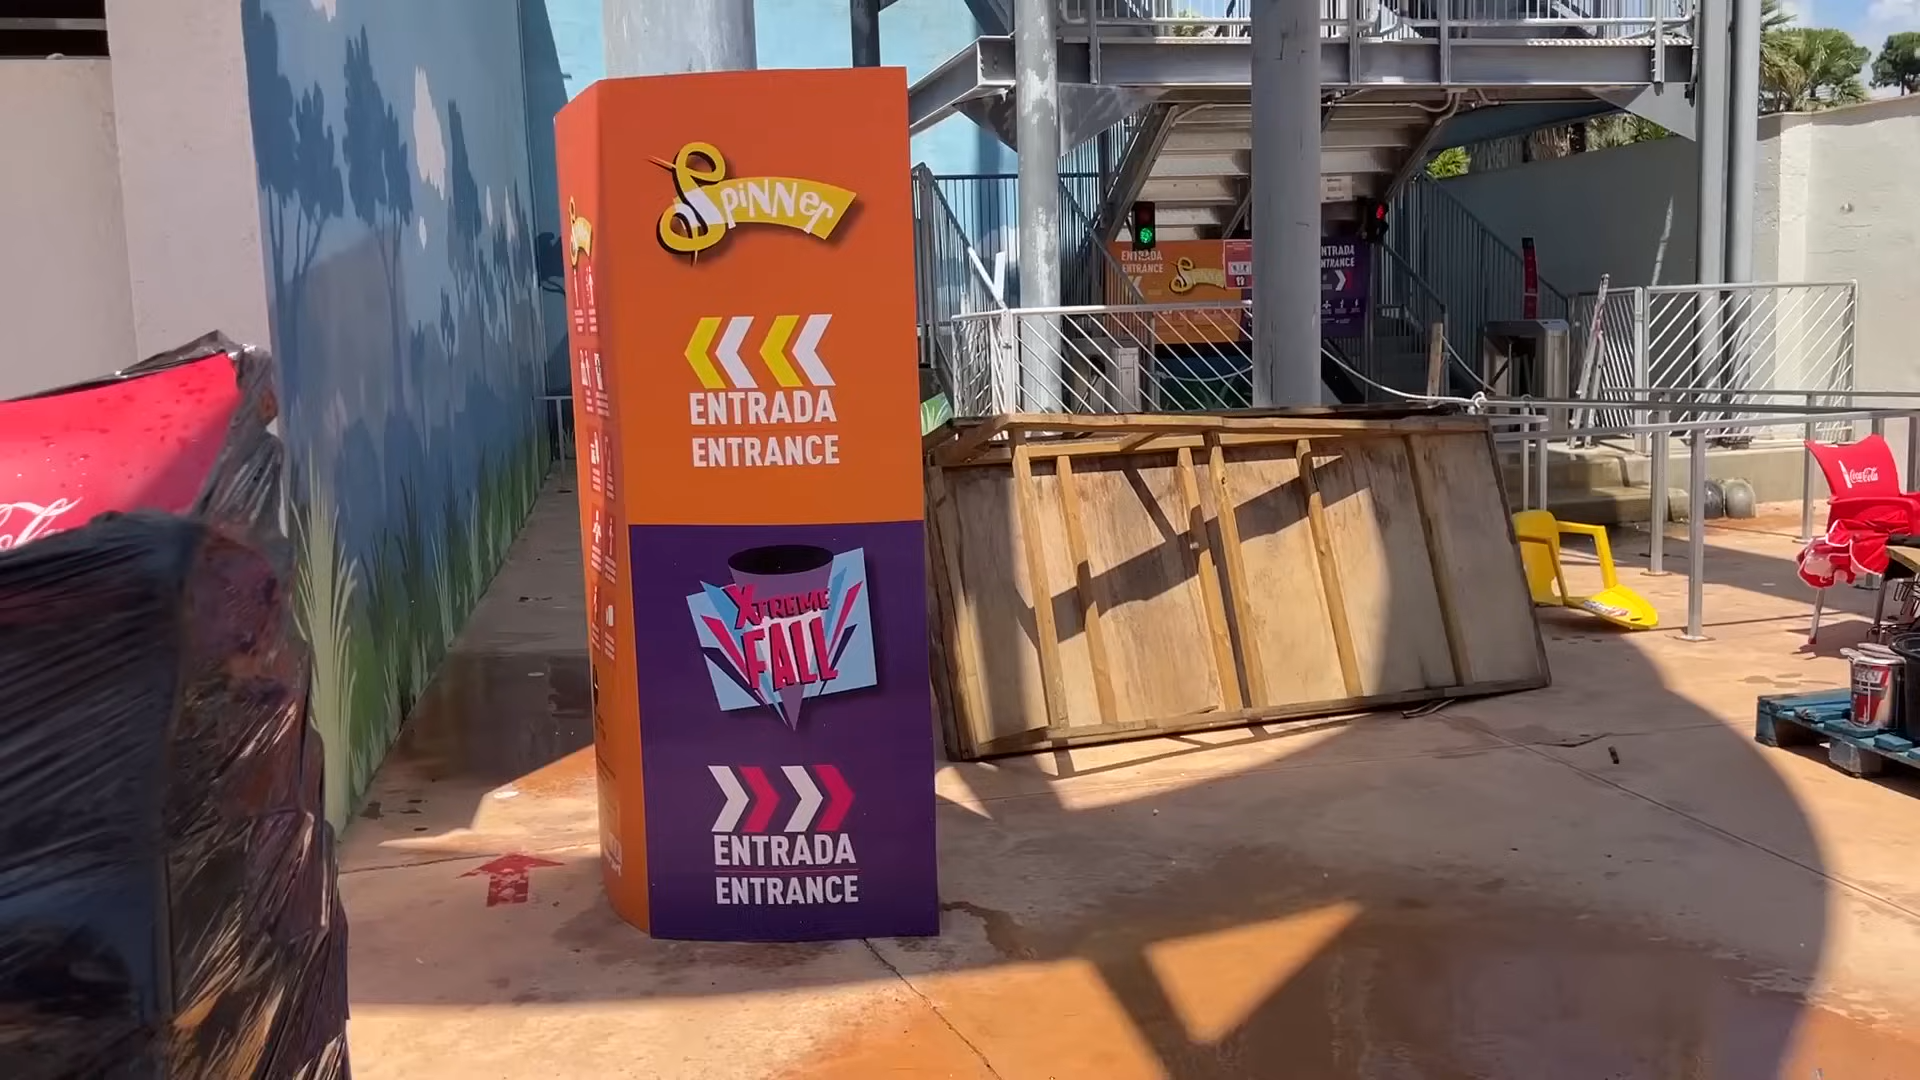 Spinner
ENTRADA
ENTRANCE
XTREME
FALL
ENTRADA
ENTRANCE
ENTRADA
ENTRANCE
Spinner
ENTRADA
ENTRANCE
Coca-Cola